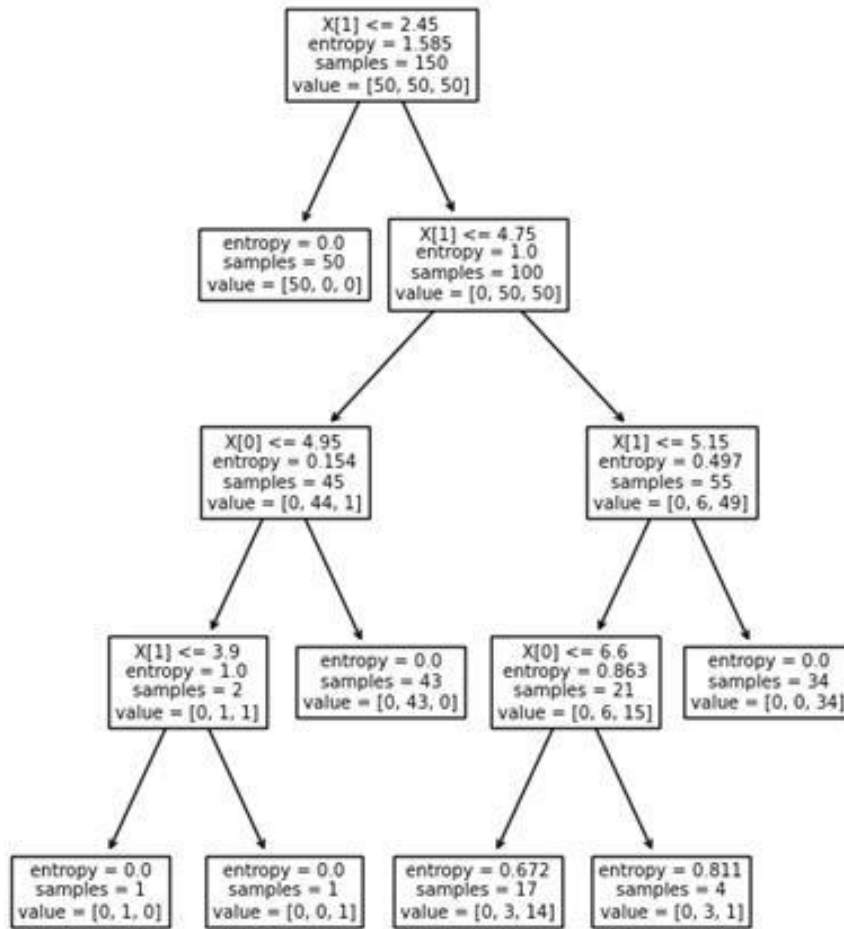 X[1] <= 2.45
entropy = 1.585
samples = 150
value = [50, 50, 50]
entropy = 0.0
samples = 50
value = [50, 0, 0]
X[1] <= 4.75
entropy = 1.0
samples = 100
value = [0, 50, 50]
X[0] <= 4.95
entropy = 0.154
samples = 45
value = [0, 44, 1]
X[1] <= 5.15
entropy = 0.497
samples = 55
value = [0, 6, 49]
X[1] <= 3.9
entropy = 1.0
samples = 2
value = [0, 1, 1]
entropy = 0.0
samples = 43
value = [0, 43, 0]
X[0] <= 6.6
entropy = 0.863
samples = 21
value = [0, 6, 15]
entropy = 0.0
samples = 34
value = [0, 0, 34]
entropy = 0.0
samples = 1
value = [0, 1, 0]
entropy = 0.0
samples = 1
value = [0, 0, 1]
entropy = 0.672
samples = 17
value = [0, 3, 14]
entropy = 0.811
samples = 4
value = [0, 3, 1]